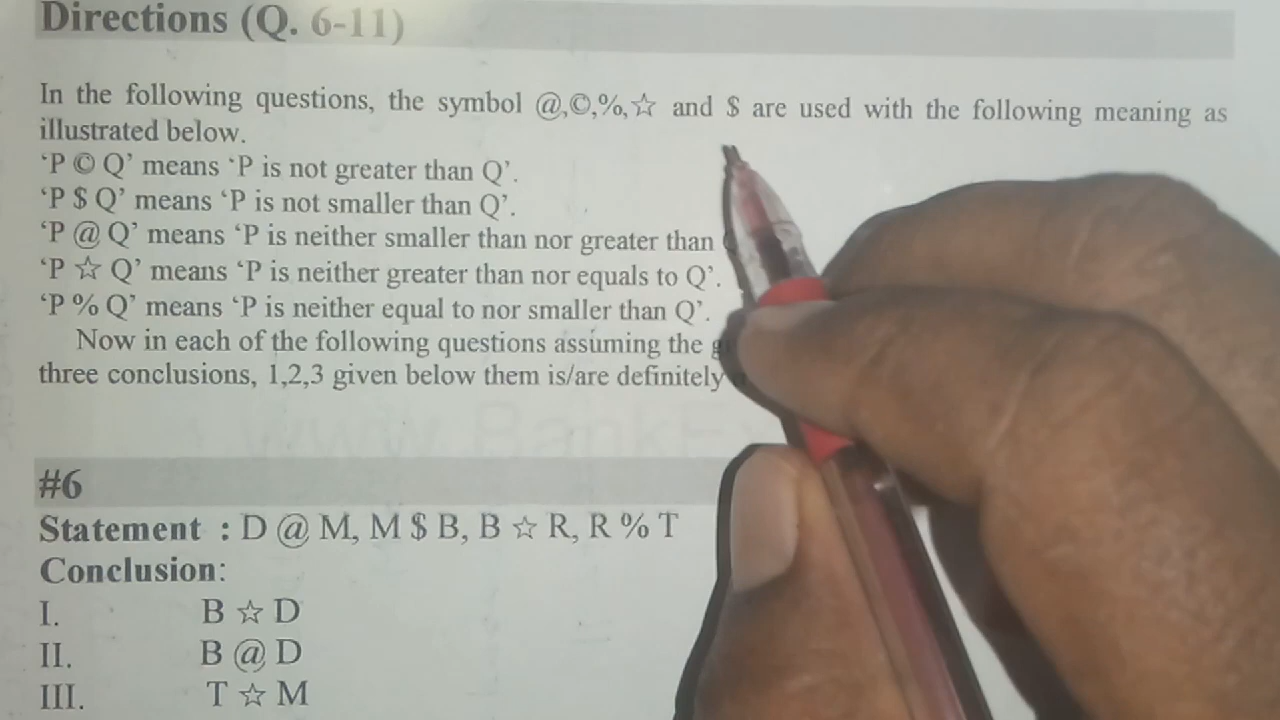 Directions (Q. 6-11)
In the following questions, the symbol @,©,%,☆ and $ are used with the following meaning as
illustrated below.
‘P © Q’ means ‘P is not greater than Q’.
‘P $ Q’ means ‘P is not smaller than Q’.
‘P @ Q’ means ‘P is neither smaller than nor greater than
‘P ☆ Q’ means ‘P is neither greater than nor equals to Q’.
‘P % Q’ means ‘P is neither equal to nor smaller than Q’.
Now in each of the following questions assuming the
three conclusions, 1,2,3 given below them is/are definitely
#6
Statement : D @ M, M $ B, B ☆ R, R % T
Conclusion:
I. B ☆ D
II. B @ D
III. T ☆ M